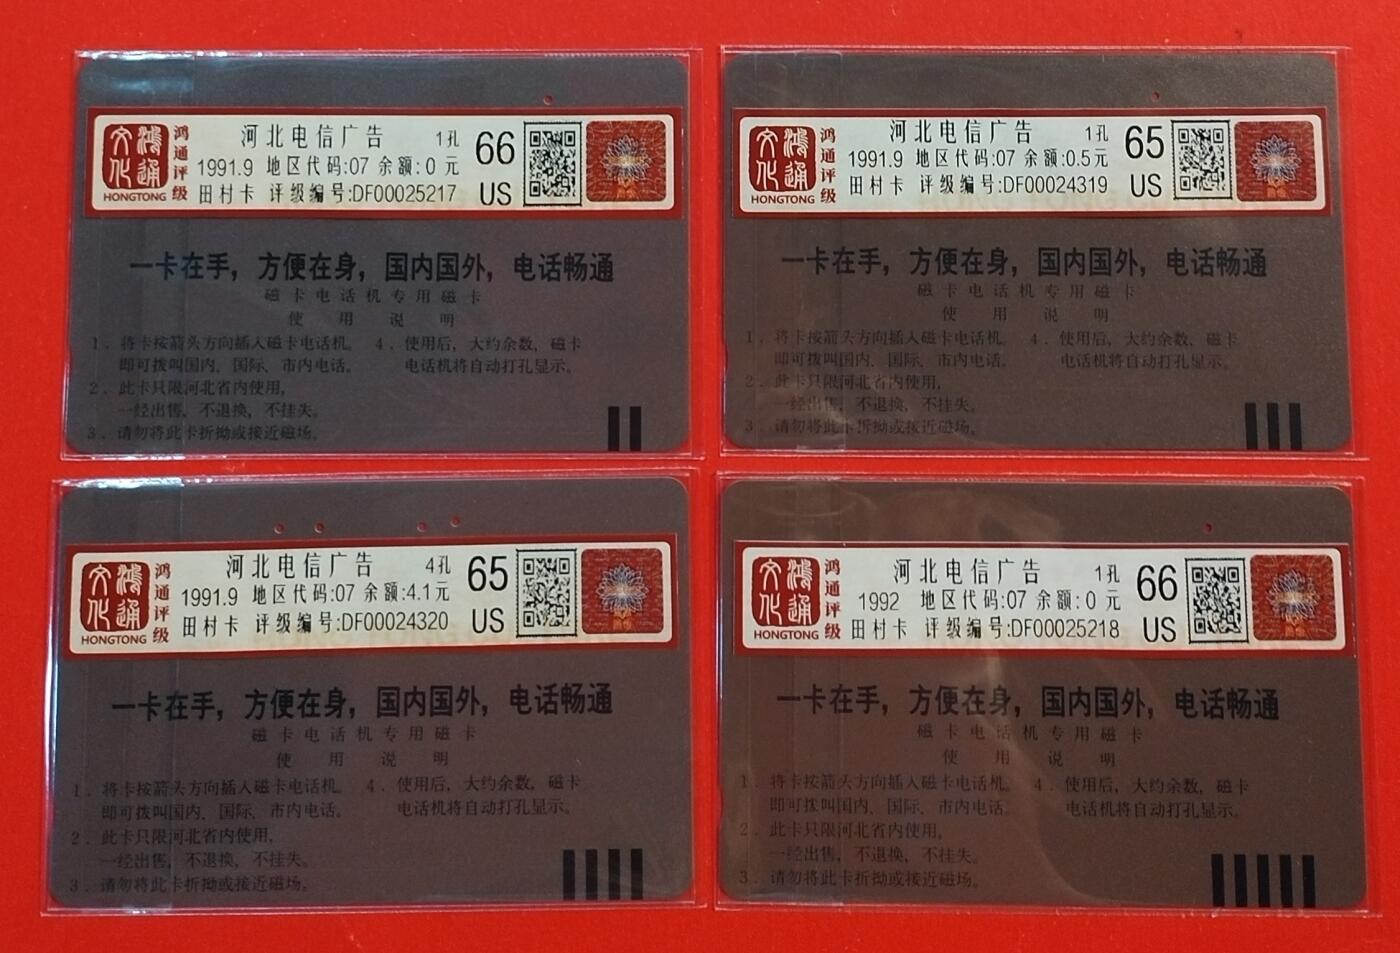 鸿通文化
HONGTONG
鸿通评级
河北电信广告 1孔
1991.9 地区代码:07 余额:0 元
田村卡 评级编号:DF00025217
66
US
一卡在手，方便在身，国内国外，电话畅通
磁卡电话机专用磁卡
使用说明
1．将卡按箭头方向插入磁卡电话机。
即可拨叫国内、国际、市内电话。
2．此卡只限河北省内使用，
一经出售，不退换，不挂失。
3．请勿将此卡折拗或接近磁场。
4．使用后，大约余数，磁卡
电话机将自动打孔显示。
鸿通文化
HONGTONG
鸿通评级
河北电信广告 1孔
1991.9 地区代码:07 余额:0.5元
田村卡 评级编号:DF00024319
65
US
一卡在手，方便在身，国内国外，电话畅通
磁卡电话机专用磁卡
使用说明
1．将卡按箭头方向插入磁卡电话机。
即可拨叫国内、国际、市内电话。
2．此卡只限河北省内使用，
一经出售，不退换，不挂失。
3．请勿将此卡折拗或接近磁场。
4．使用后，大约余数，磁卡
电话机将自动打孔显示。
鸿通文化
HONGTONG
鸿通评级
河北电信广告 4孔
1991.9 地区代码:07 余额:4.1元
田村卡 评级编号:DF00024320
65
US
一卡在手，方便在身，国内国外，电话畅通
磁卡电话机专用磁卡
使用说明
1．将卡按箭头方向插入磁卡电话机。
即可拨叫国内、国际、市内电话。
2．此卡只限河北省内使用，
一经出售，不退换，不挂失。
3．请勿将此卡折拗或接近磁场。
4．使用后，大约余数，磁卡
电话机将自动打孔显示。
鸿通文化
HONGTONG
鸿通评级
河北电信广告 1孔
1992 地区代码:07 余额:0 元
田村卡 评级编号:DF00025218
66
US
一卡在手，方便在身，国内国外，电话畅通
磁卡电话机专用磁卡
使用说明
1．将卡按箭头方向插入磁卡电话机。
即可拨叫国内、国际、市内电话。
2．此卡只限河北省内使用，
一经出售，不退换，不挂失。
3．请勿将此卡折拗或接近磁场。
4．使用后，大约余数，磁卡
电话机将自动打孔显示。